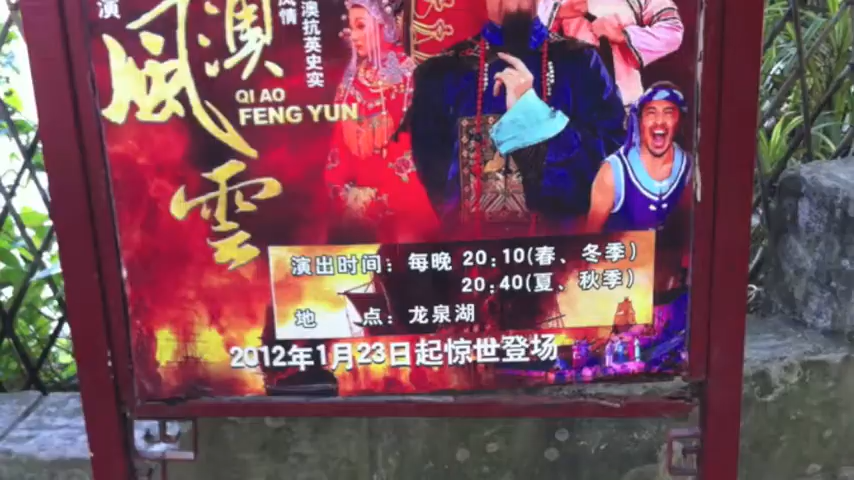 演
风情
澳抗英史实
澳
風
雲
QI AO
FENG YUN
演出时间：每晚 20:10(春、冬季)
20:40(夏、秋季)
地 点：龙泉湖
2012年1月23日起惊世登场